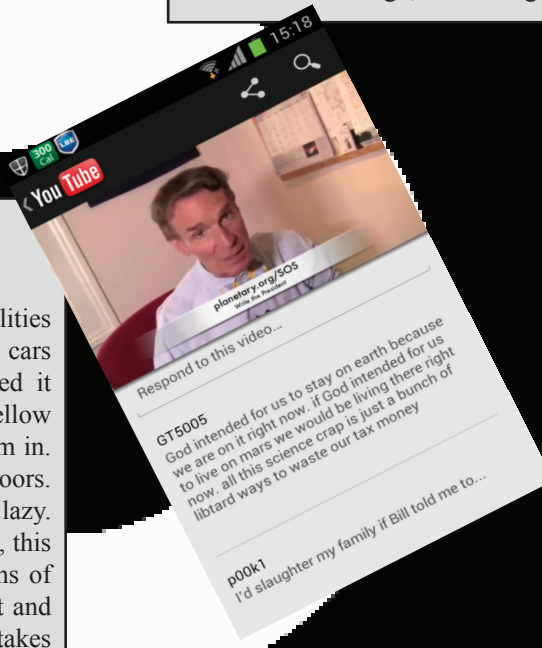 15:18
300
Cal
LBE
You Tube
planetary.org/SOS
Write the President
Respond to this video...
GT5005
God intended for us to stay on earth because
we are on it right now. if God intended for us
to live on mars we would be living there right
now. all this science crap is just a bunch of
libtard ways to waste our tax money
p00k1
I'd slaughter my family if Bill told me to...
lities
cars
ed it
ellow
m in.
oors.
lazy.
, this
ns of
t and
takes